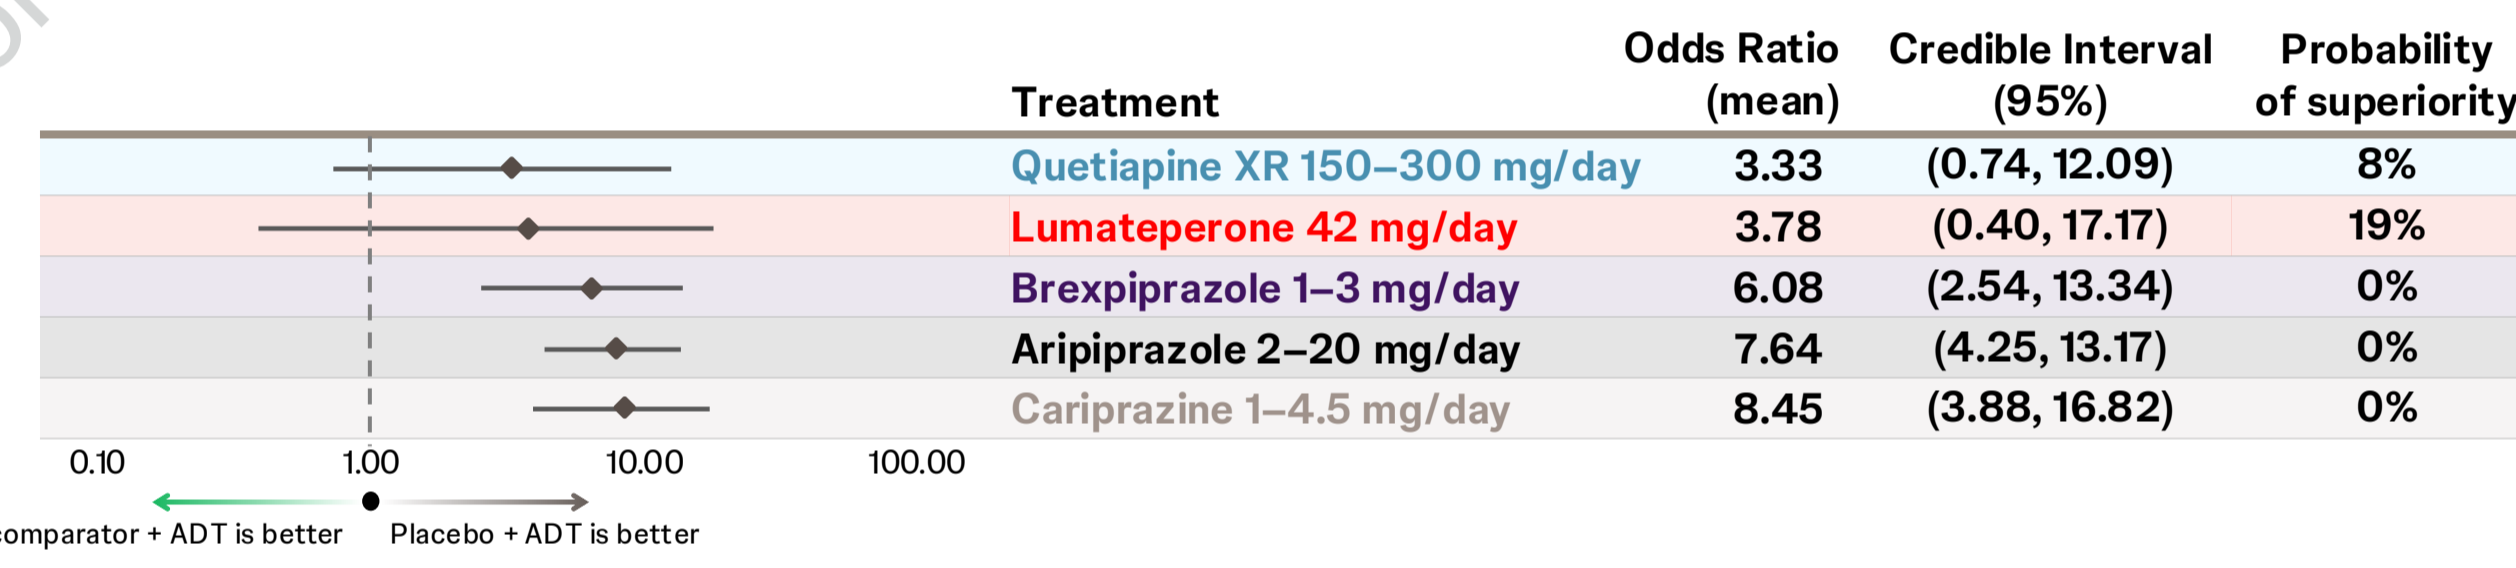 Odds Ratio Credible Interval Probability
Treatment (mean) (95%) of superiority
Quetiapine XR 150–300 mg/day 3.33 (0.74, 12.09) 8%
Lumateperone 42 mg/day 3.78 (0.40, 17.17) 19%
Brexpiprazole 1–3 mg/day 6.08 (2.54, 13.34) 0%
Aripiprazole 2–20 mg/day 7.64 (4.25, 13.17) 0%
Cariprazine 1–4.5 mg/day 8.45 (3.88, 16.82) 0%
0.10 1.00 10.00 100.00
comparator + ADT is better Placebo + ADT is better